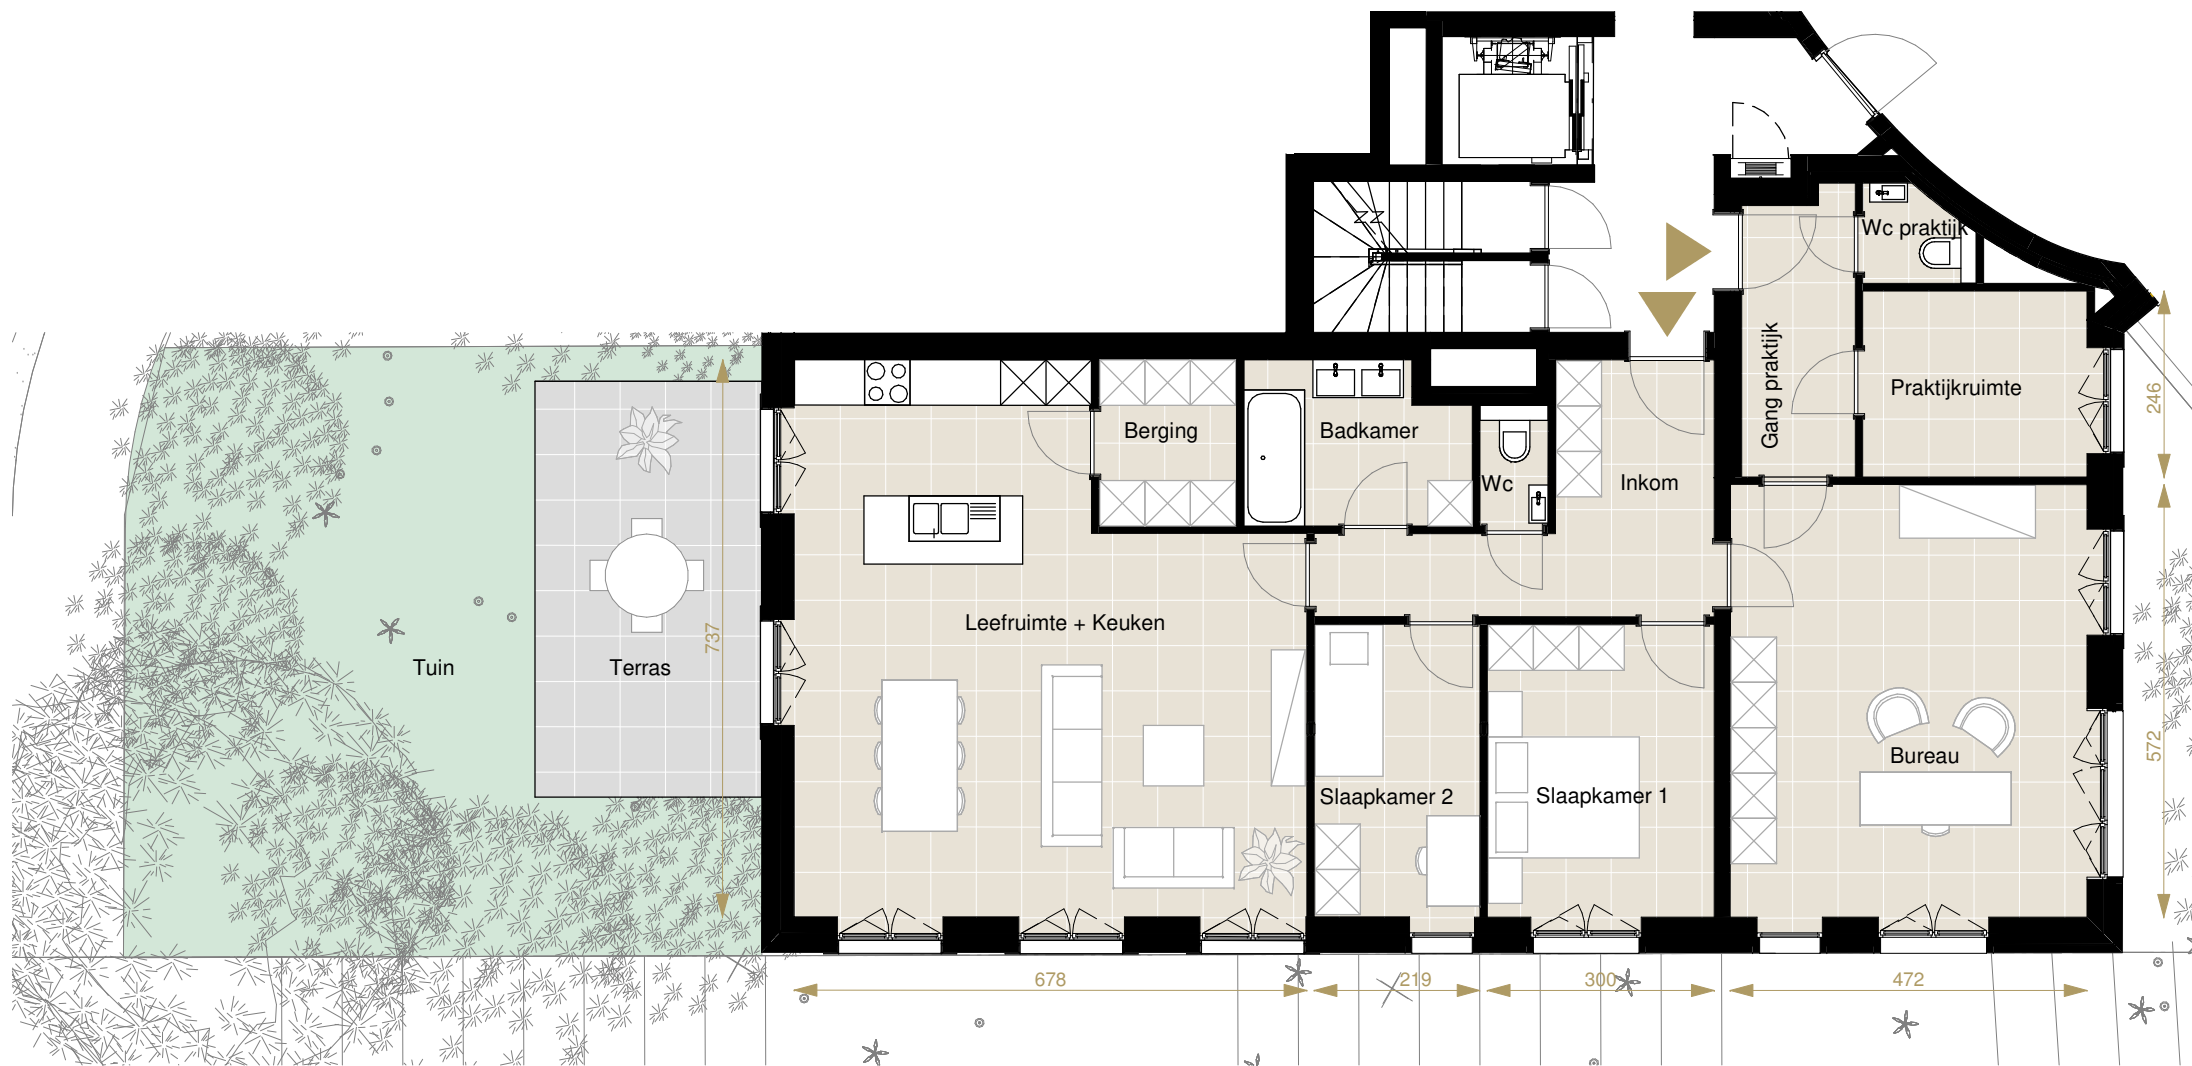 Wc praktijk
Gang praktijk
Praktijkruimte
246
Berging
Badkamer
Wc
Inkom
737
Leefruimte + Keuken
Tuin
Terras
Slaapkamer 2
Slaapkamer 1
Bureau
572
678
219
300
472